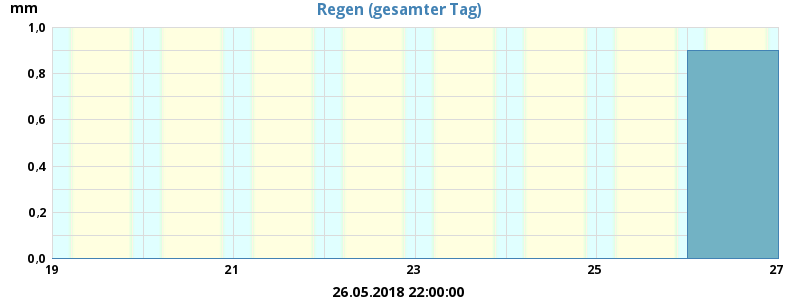 mm
Regen (gesamter Tag)
1,0
0,8
0,6
0,4
0,2
0,0
19 21 23 25 27
26.05.2018 22:00:00